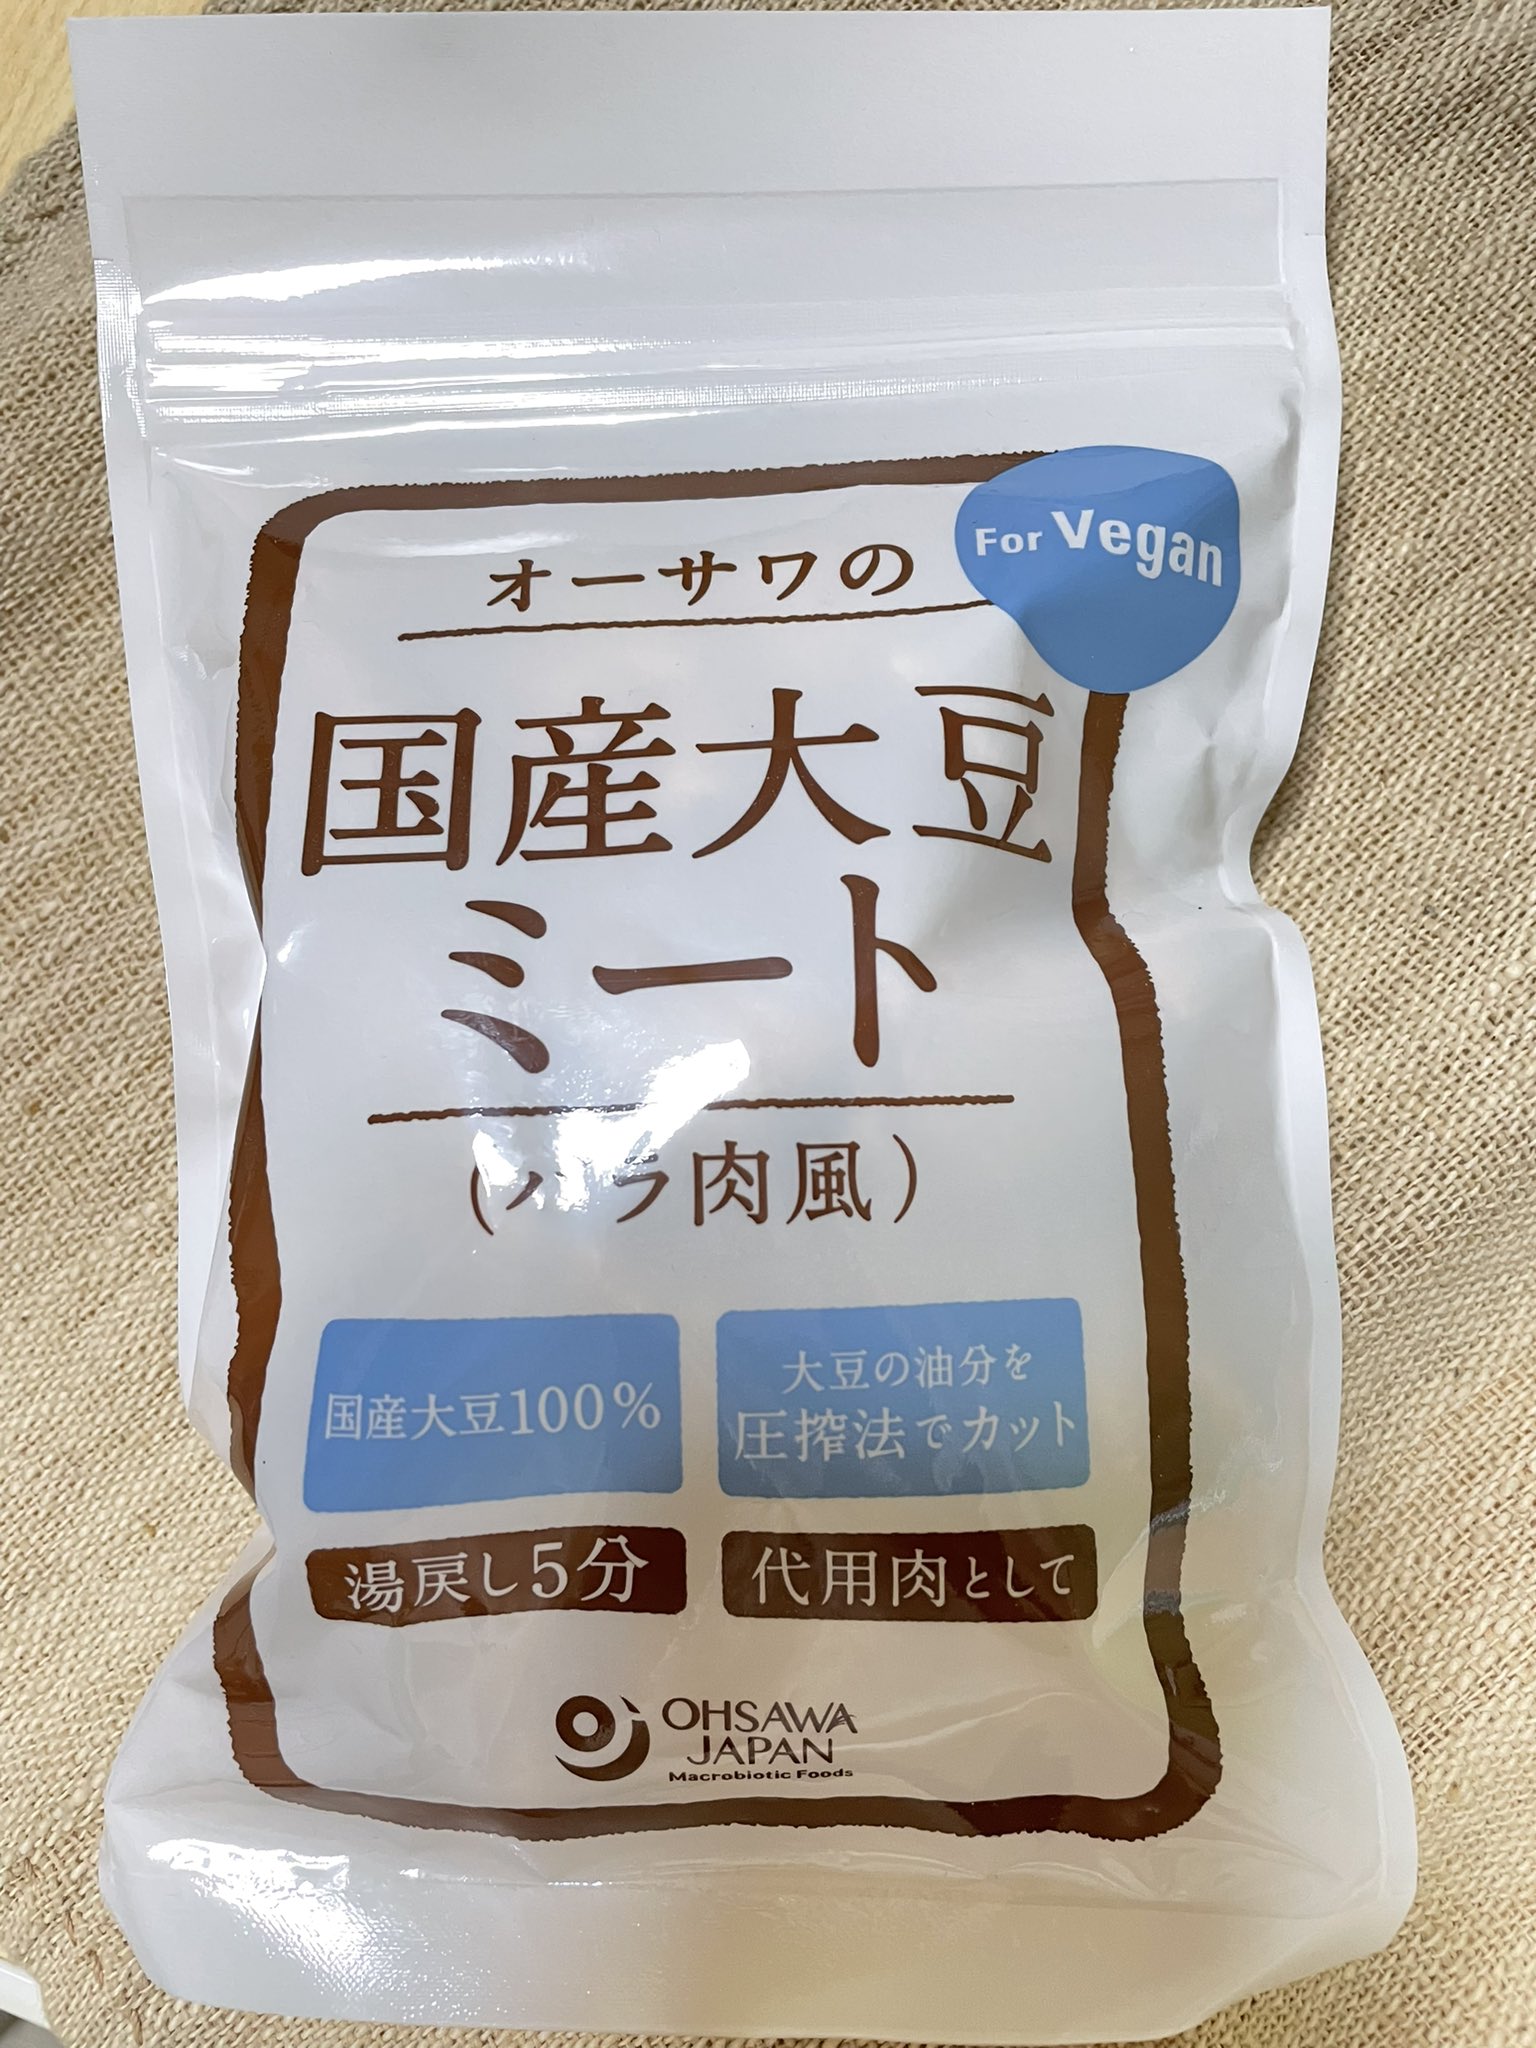 For Vegan
オーサワの
国産大豆
ミート
(バラ肉風)
国産大豆100%
大豆の油分を
圧搾法でカット
湯戻し5分
代用肉として
OHSAWA
JAPAN
Macrobiotic Foods